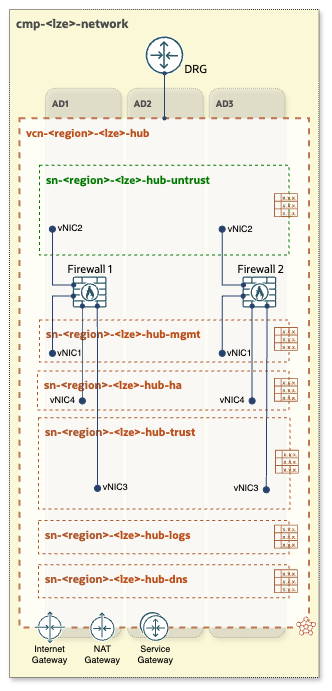 cmp-<lze>-network
DRG
AD1
AD2
AD3
vcn-<region>-<lze>-hub
sn-<region>-<lze>-hub-untrust
vNIC2
vNIC2
Firewall 1
Firewall 2
sn-<region>-<lze>-hub-mgmt
vNIC1
vNIC1
sn-<region>-<lze>-hub-ha
vNIC4
vNIC4
sn-<region>-<lze>-hub-trust
vNIC3
vNIC3
sn-<region>-<lze>-hub-logs
sn-<region>-<lze>-hub-dns
Internet
Gateway
NAT
Gateway
Service
Gateway